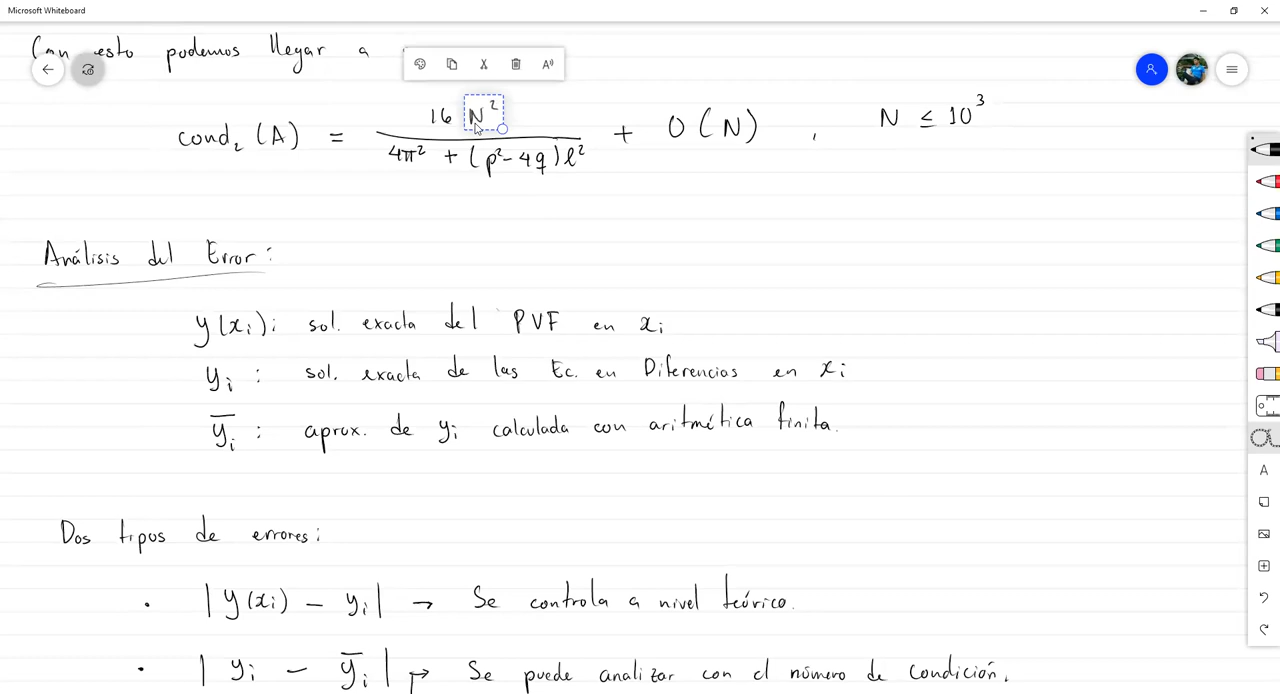 Microsoft Whiteboard
Con esto podemos llegar a
cond₂ (A) = 16 N² / 4π² + (p² - 4q) l² + O(N) , N ≤ 10³
Análisis del Error:
y(xᵢ): sol. exacta del PVF en xᵢ
yᵢ : sol. exacta de las Ec. en Diferencias en xᵢ
ȳᵢ : aprox. de yᵢ calculada con aritmética finita.
Dos tipos de errores:
· |y(xᵢ) - yᵢ| → Se controla a nivel teórico.
· |yᵢ - ȳᵢ| → Se puede analizar con el número de condición.